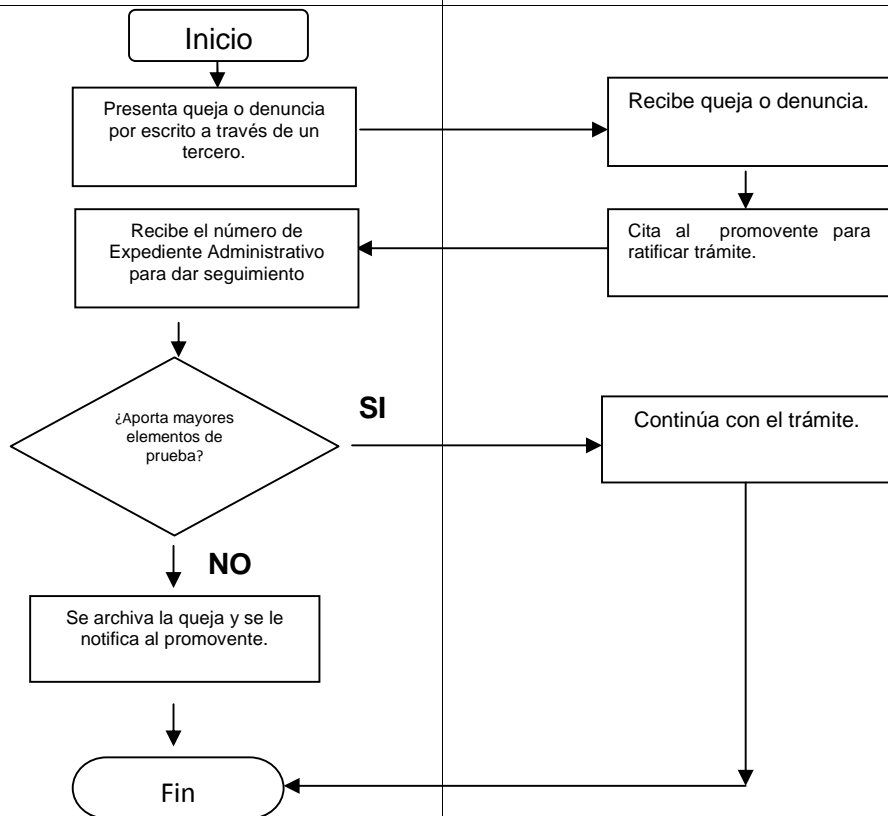 Inicio
Presenta queja o denuncia
por escrito a través de un
tercero.
Recibe queja o denuncia.
Cita al promovente para
ratificar trámite.
Recibe el número de
Expediente Administrativo
para dar seguimiento
¿Aporta mayores
elementos de
prueba?
SI
Continúa con el trámite.
NO
Se archiva la queja y se le
notifica al promovente.
Fin